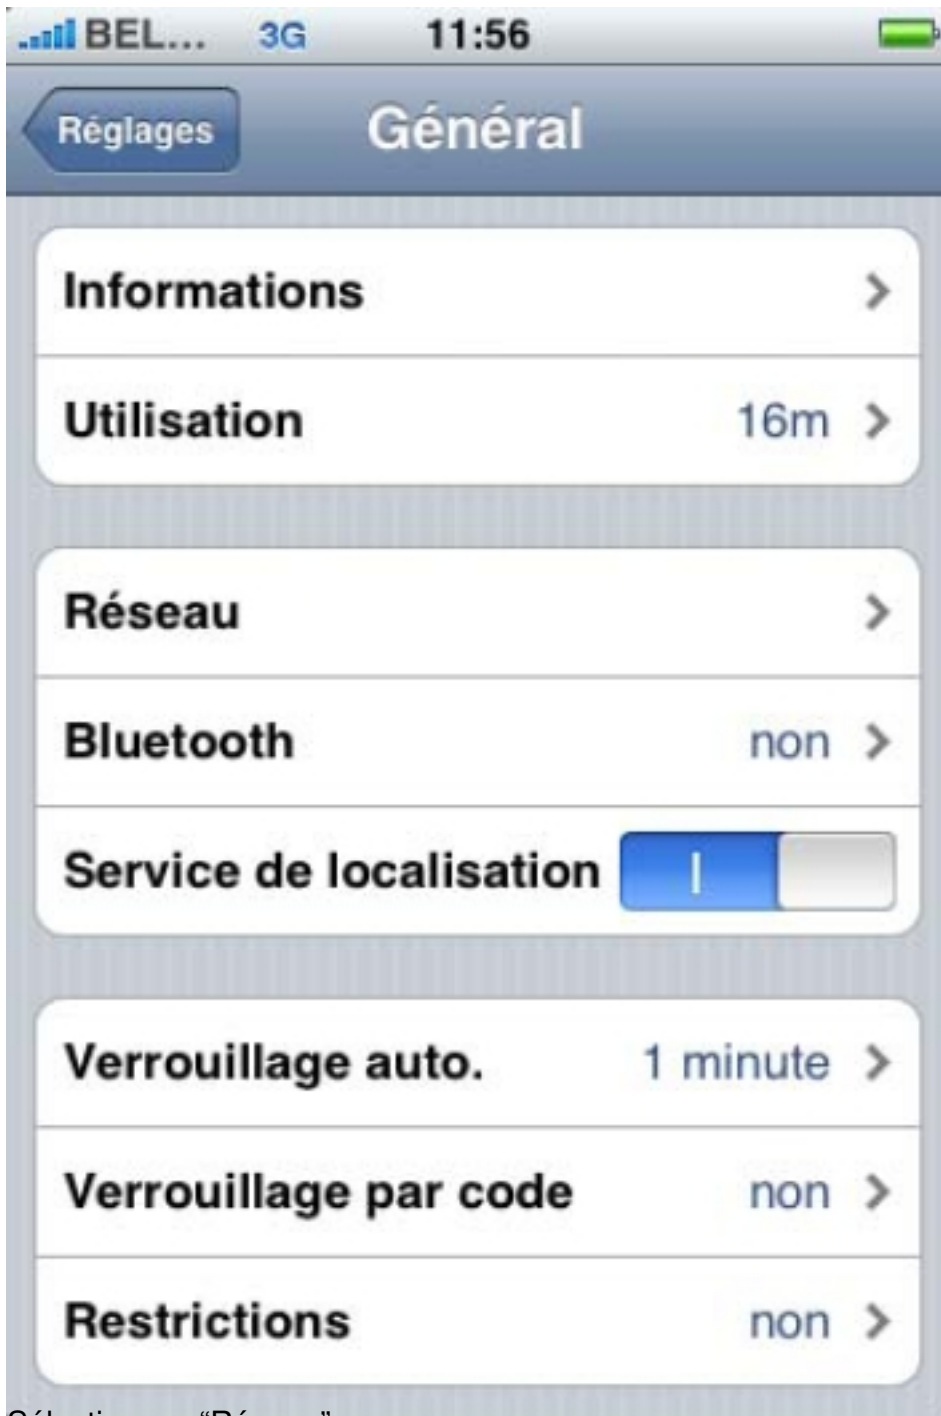 BEL... 3G 11:56
Réglages Général
Informations
Utilisation 16m
Réseau
Bluetooth non
Service de localisation
Verrouillage auto. 1 minute
Verrouillage par code non
Restrictions non